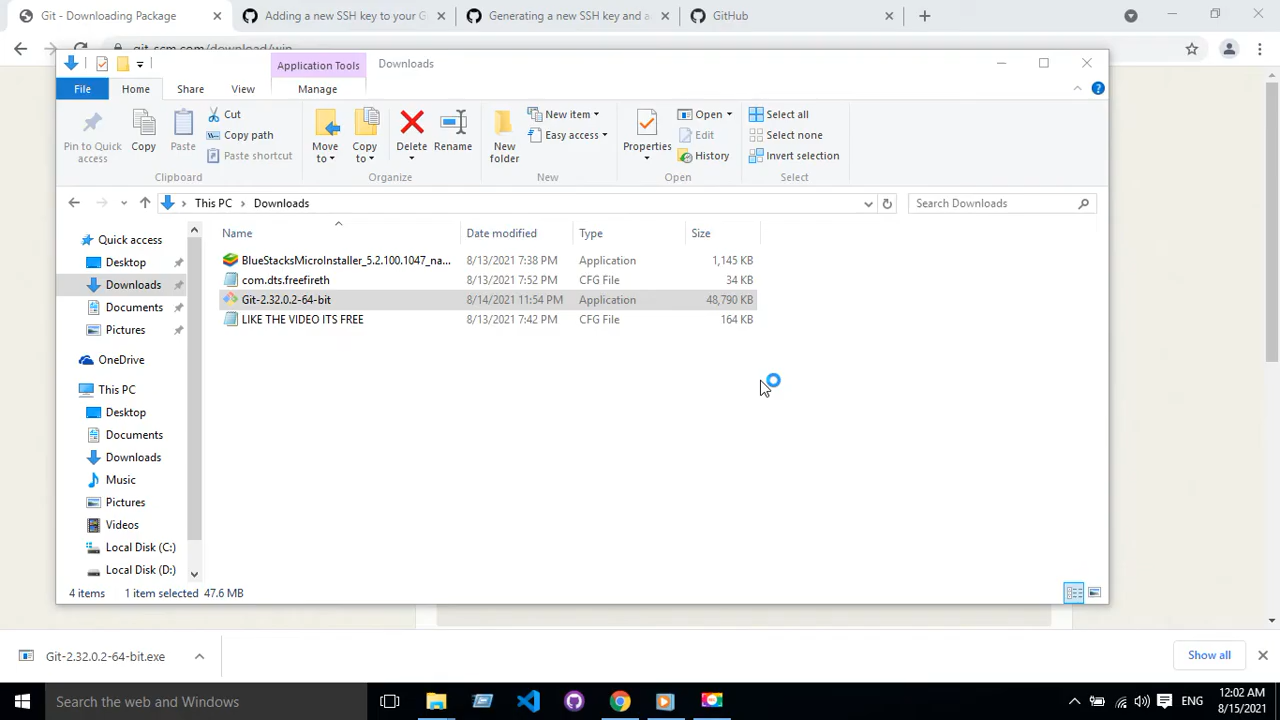 Git - Downloading Package
Adding a new SSH key to your G
Generating a new SSH key and a
GitHub
git-scm.com/download/win
Application Tools
Downloads
File
Home
Share
View
Manage
Pin to Quick access
Copy
Paste
Cut
Copy path
Paste shortcut
Clipboard
Move to
Copy to
Delete
Rename
Organize
New folder
New item
Easy access
New
Properties
Open
Edit
History
Open
Select all
Select none
Invert selection
Select
This PC
Downloads
Search Downloads
Name
Date modified
Type
Size
BlueStacksMicroInstaller_5.2.100.1047_na... 8/13/2021 7:38 PM Application 1,145 KB
com.dts.freefireth 8/13/2021 7:52 PM CFG File 34 KB
Git-2.32.0.2-64-bit 8/14/2021 11:54 PM Application 48,790 KB
LIKE THE VIDEO ITS FREE 8/13/2021 7:42 PM CFG File 164 KB
Quick access
Desktop
Downloads
Documents
Pictures
OneDrive
This PC
Desktop
Documents
Downloads
Music
Pictures
Videos
Local Disk (C:)
Local Disk (D:)
4 items 1 item selected 47.6 MB
Git-2.32.0.2-64-bit.exe
Show all
Search the web and Windows
ENG
12:02 AM
8/15/2021